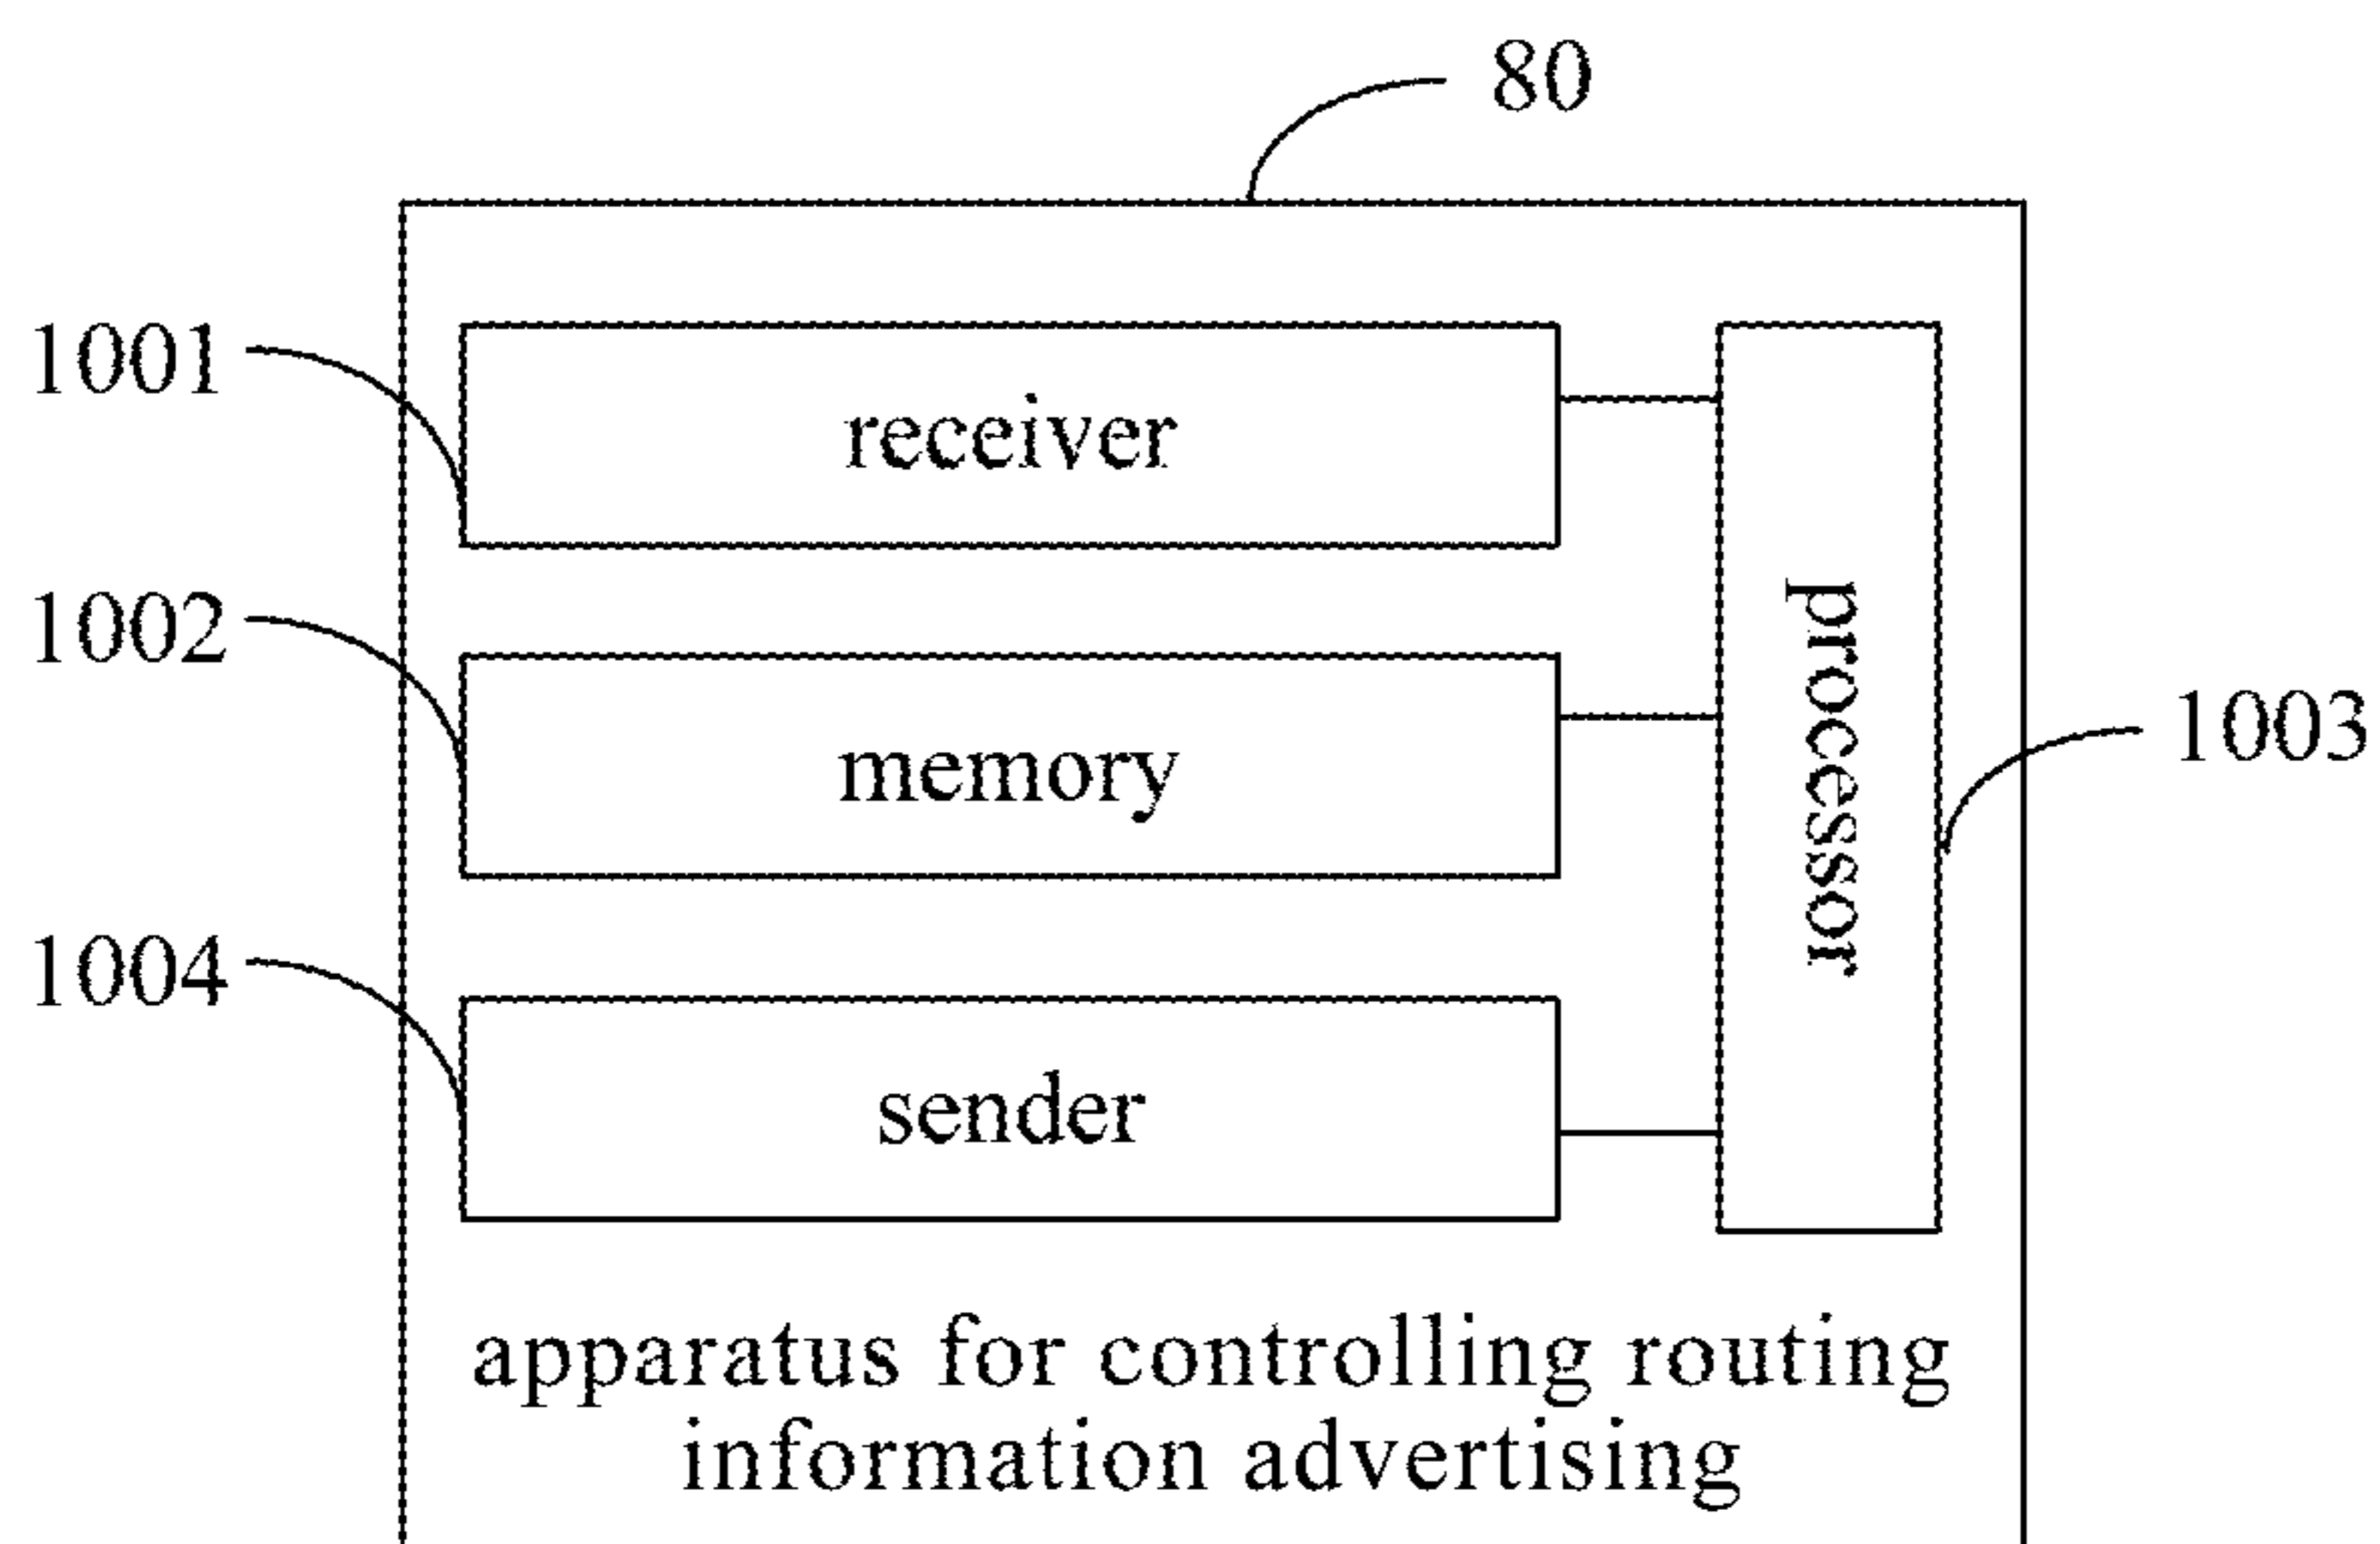 80
1001
receiver
1002
memory
processor
1003
1004
sender
apparatus for controlling routing
information advertising